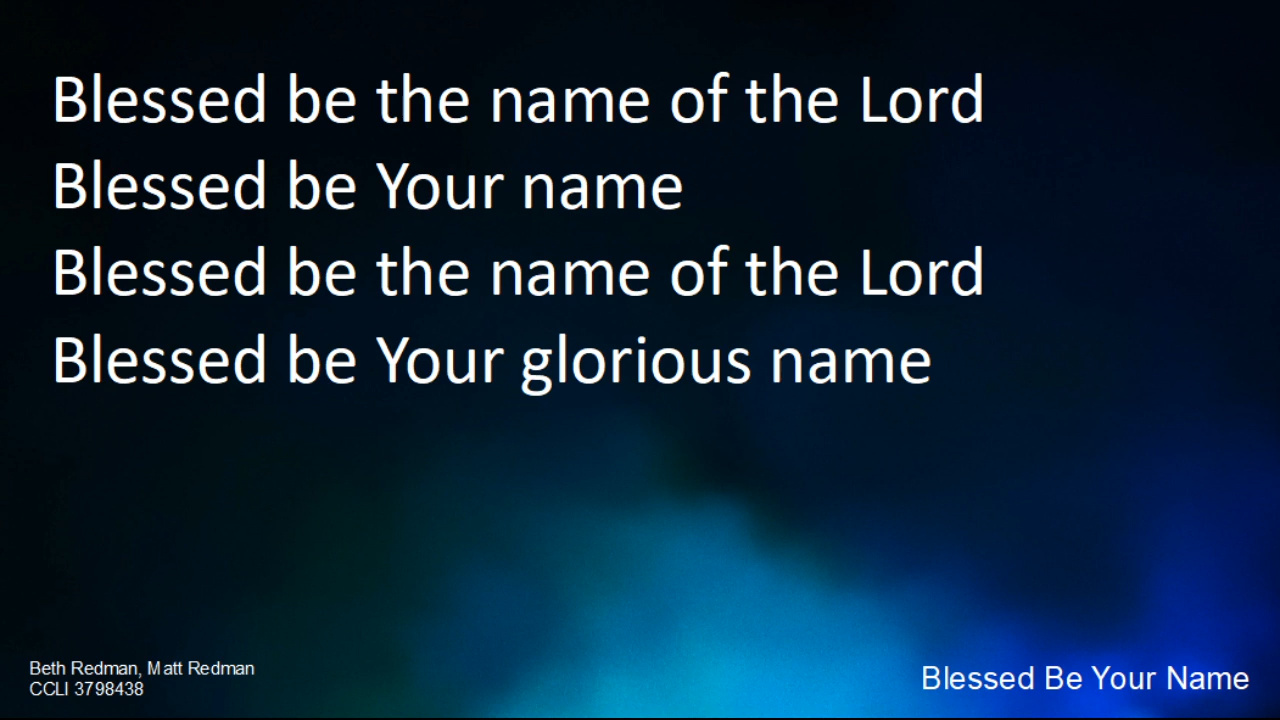 Blessed be the name of the Lord
Blessed be Your name
Blessed be the name of the Lord
Blessed be Your glorious name
Beth Redman, Matt Redman
CCLI 3798438
Blessed Be Your Name